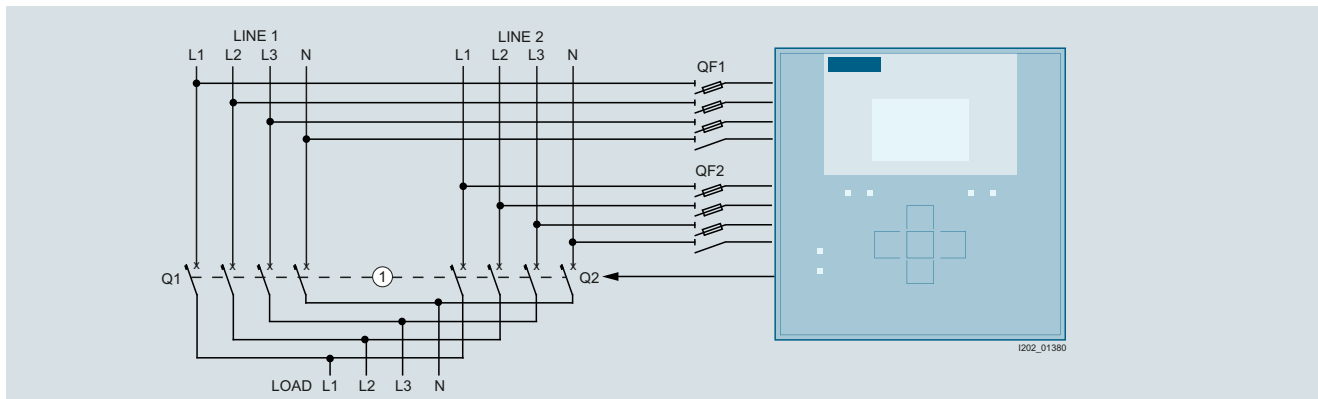 LINE 1
LINE 2
L1 L2 L3 N
L1 L2 L3 N
QF1
QF2
Q1
1
Q2
I202_01380
LOAD L1 L2 L3 N